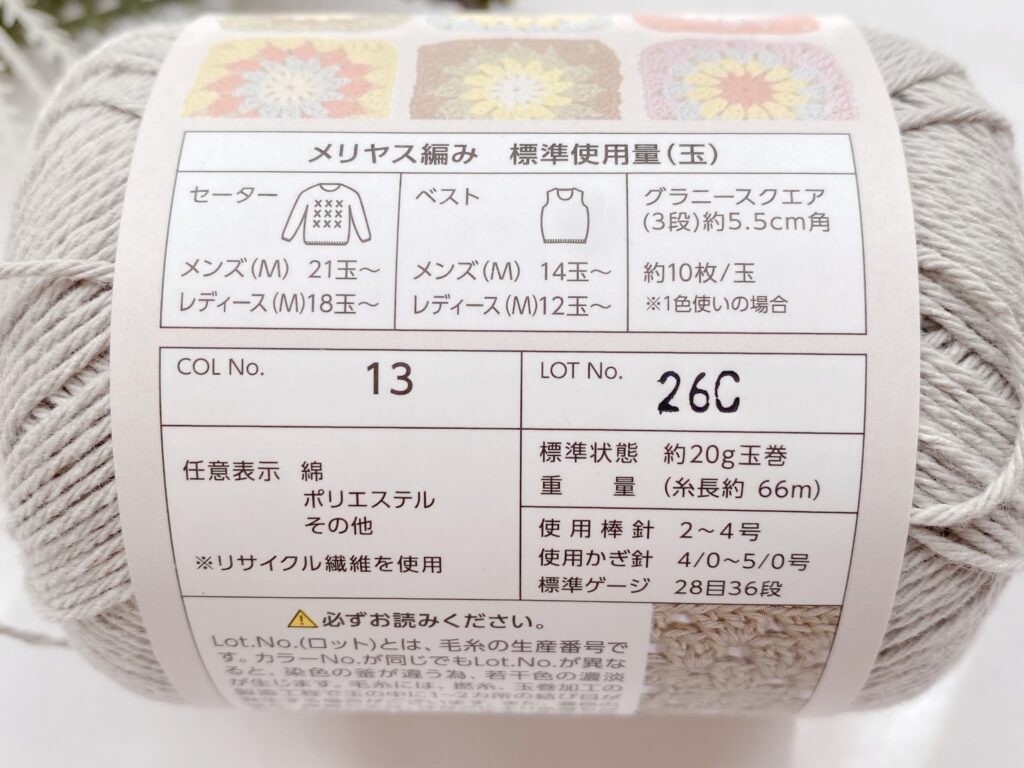 メリヤス編み　標準使用量(玉)
セーター
メンズ(M) 21玉～
レディース(M)18玉～
ベスト
メンズ(M) 14玉～
レディース(M)12玉～
グラニースクエア
(3段)約5.5cm角
約10枚/玉
※1色使いの場合
COL No. 13
LOT No. 26C
任意表示 綿
ポリエステル
その他
※リサイクル繊維を使用
標準状態 約20g玉巻
重量 (糸長約 66m)
使用棒針 2～4号
使用かぎ針 4/0～5/0号
標準ゲージ 28目36段
必ずお読みください。
Lot.No.(ロット)とは、毛糸の生産番号で
す。カラーNo.が同じでもLot.No.が異な
ると、染色の釜が違う為、若干色の濃淡
が生じます。毛糸には、撚糸、玉巻加工の